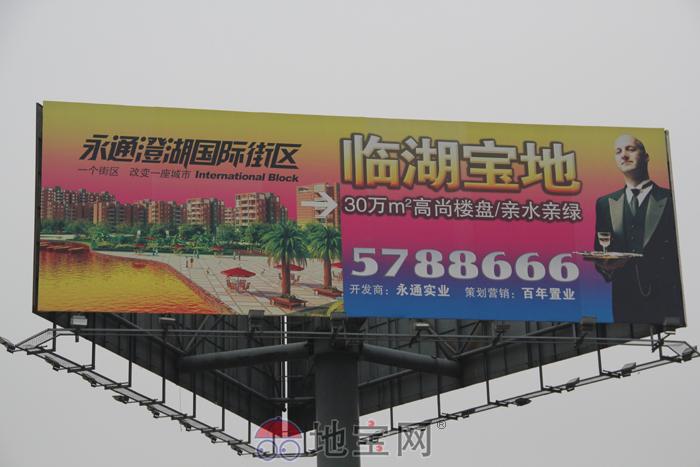 永通澄湖国际街区
一个街区 改变一座城市 International Block
临湖宝地
30万m²高尚楼盘/亲水亲绿
5788666
开发商：永通实业 策划营销：百年置业
地宝网®